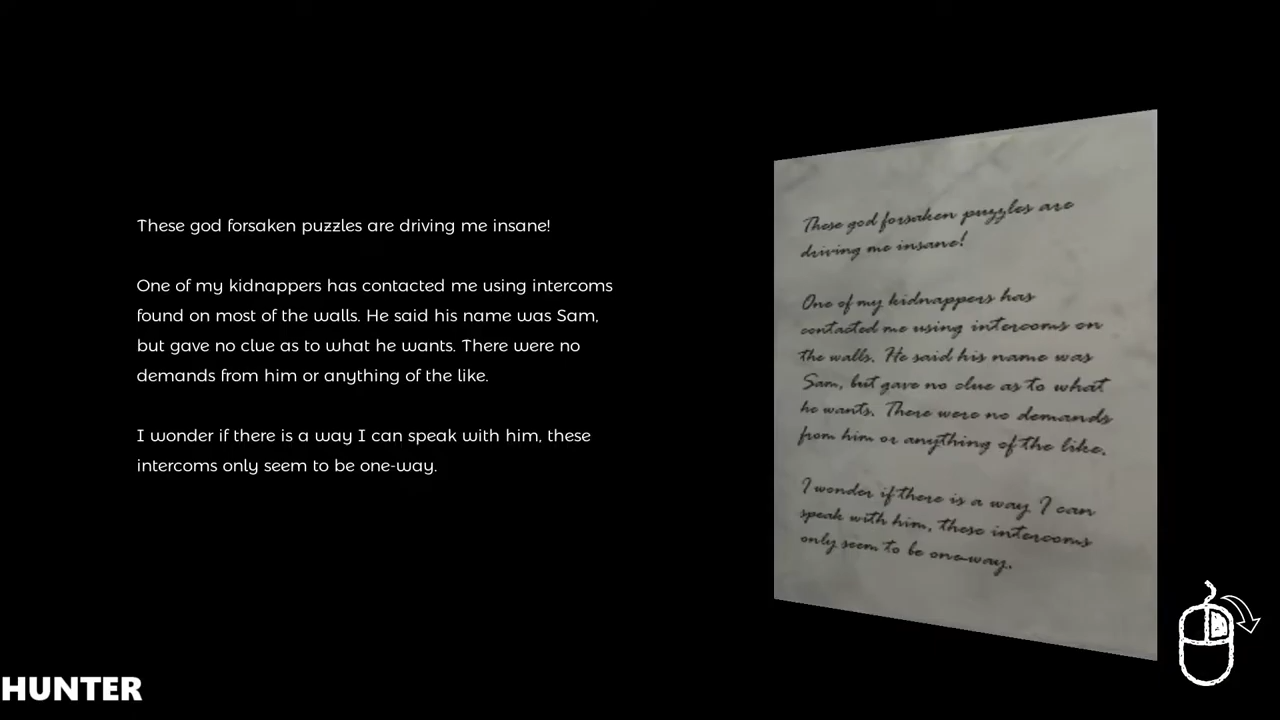 These god forsaken puzzles are driving me insane!
One of my kidnappers has contacted me using intercoms
found on most of the walls. He said his name was Sam,
but gave no clue as to what he wants. There were no
demands from him or anything of the like.
I wonder if there is a way I can speak with him, these
intercoms only seem to be one-way.
These god forsaken puzzles are
driving me insane!
One of my kidnappers has
contacted me using intercoms on
the walls. He said his name was
Sam, but gave no clue as to what
he wants. There were no demands
from him or anything of the like.
I wonder if there is a way I can
speak with him, these intercoms
only seem to be one-way.
HUNTER